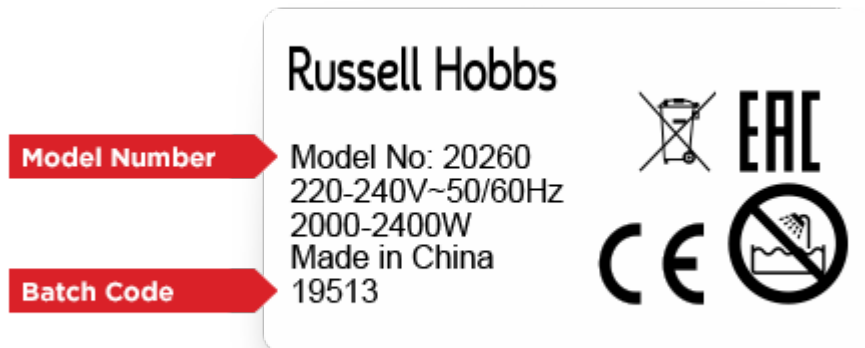 Russell Hobbs
EAC
Model Number
Model No: 20260
220-240V~50/60Hz
2000-2400W
Made in China
CE
Batch Code
19513